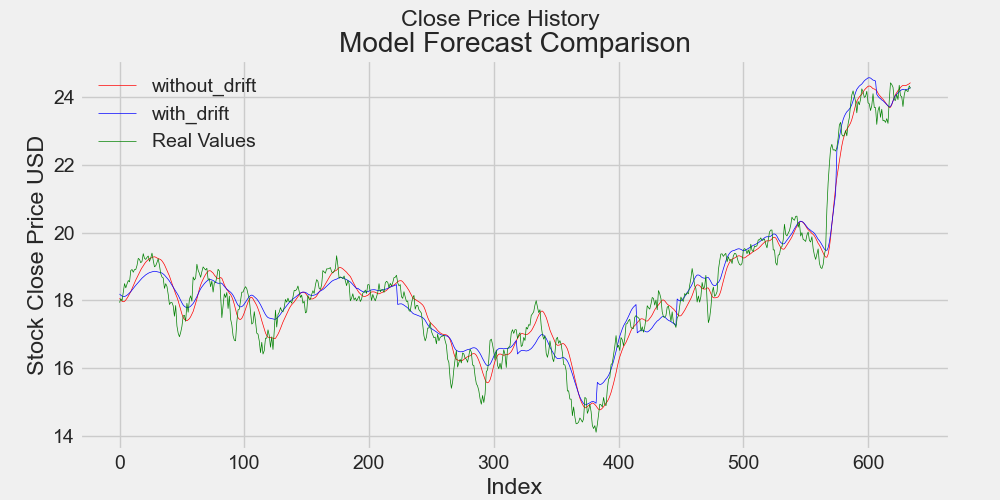 Close Price History
Model Forecast Comparison
without_drift
with_drift
Real Values
Stock Close Price USD
24
22
20
18
16
14
0 100 200 300 400 500 600
Index